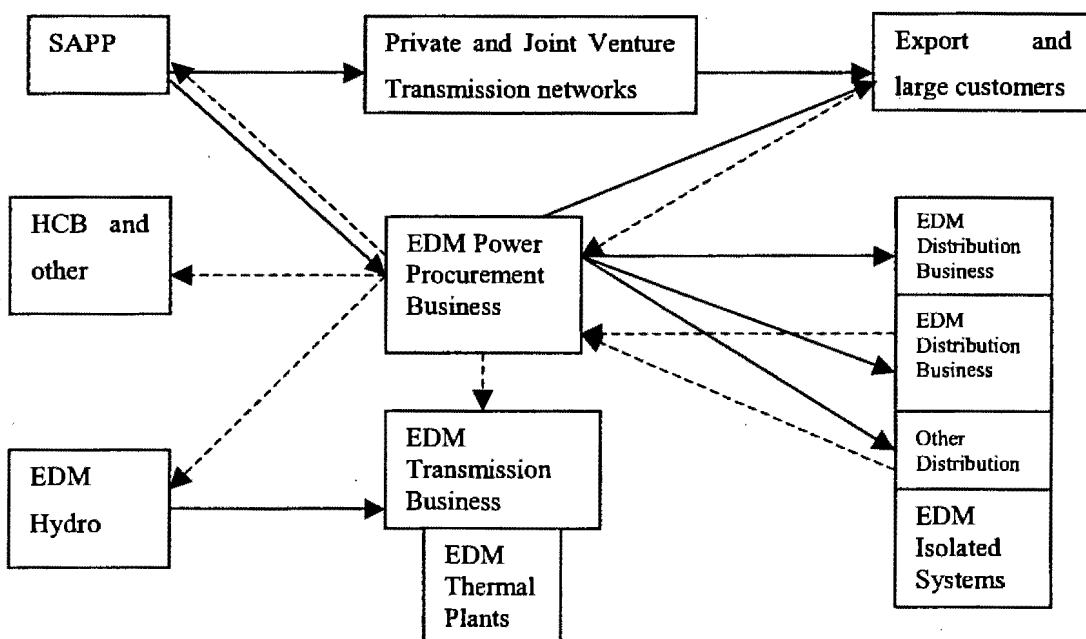 SAPP
Private and Joint Venture
Transmission networks
Export and
large customers
HCB and
other
EDM Power
Procurement
Business
EDM
Distribution
Business
EDM
Distribution
Business
Other
Distribution
EDM
Isolated
Systems
EDM
Transmission
Business
EDM
Thermal
Plants
EDM
Hydro